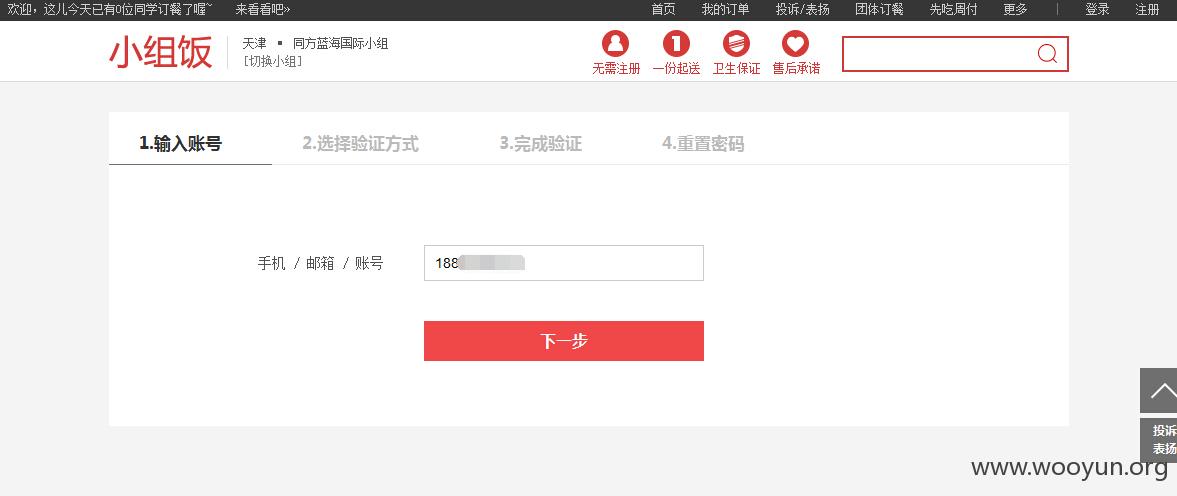 欢迎，这儿今天已有0位同学订餐了喔~ 来看看吧» 首页 我的订单 投诉/表扬 团体订餐 先吃周付 更多 | 登录 注册
小组饭
天津 ▪ 同方蓝海国际小组
[切换小组]
无需注册 一份起送 卫生保证 售后承诺
1.输入账号 2.选择验证方式 3.完成验证 4.重置密码
手机 / 邮箱 / 账号 188
下一步
投诉
表扬
www.wooyun.org